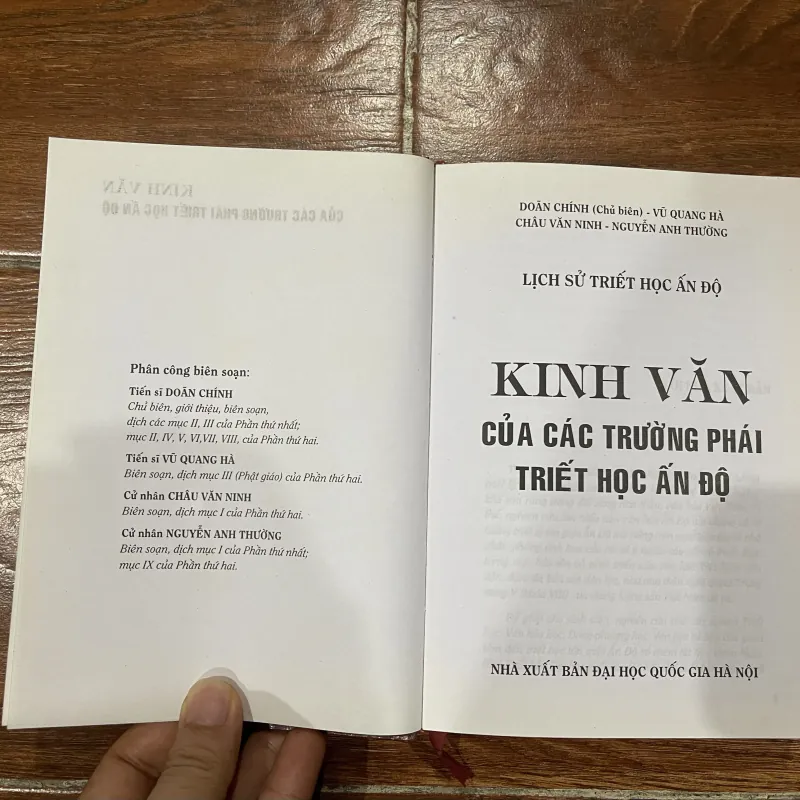 Phân công biên soạn:
Tiến sĩ DOÃN CHÍNH
Chủ biên, giới thiệu, biên soạn,
dịch các mục II, III của Phần thứ nhất;
mục II, IV, V, VI,VII, VIII, của Phần thứ hai.
Tiến sĩ VŨ QUANG HÀ
Biên soạn, dịch mục III (Phật giáo) của Phần thứ hai.
Cử nhân CHÂU VĂN NINH
Biên soạn, dịch mục I của Phần thứ hai.
Cử nhân NGUYỄN ANH THƯỜNG
Biên soạn, dịch mục I của Phần thứ nhất;
mục IX của Phần thứ hai.
DOÃN CHÍNH (Chủ biên) - VŨ QUANG HÀ
CHÂU VĂN NINH - NGUYỄN ANH THƯỜNG
LỊCH SỬ TRIẾT HỌC ẤN ĐỘ
KINH VĂN
CỦA CÁC TRƯỜNG PHÁI
TRIẾT HỌC ẤN ĐỘ
NHÀ XUẤT BẢN ĐẠI HỌC QUỐC GIA HÀ NỘI